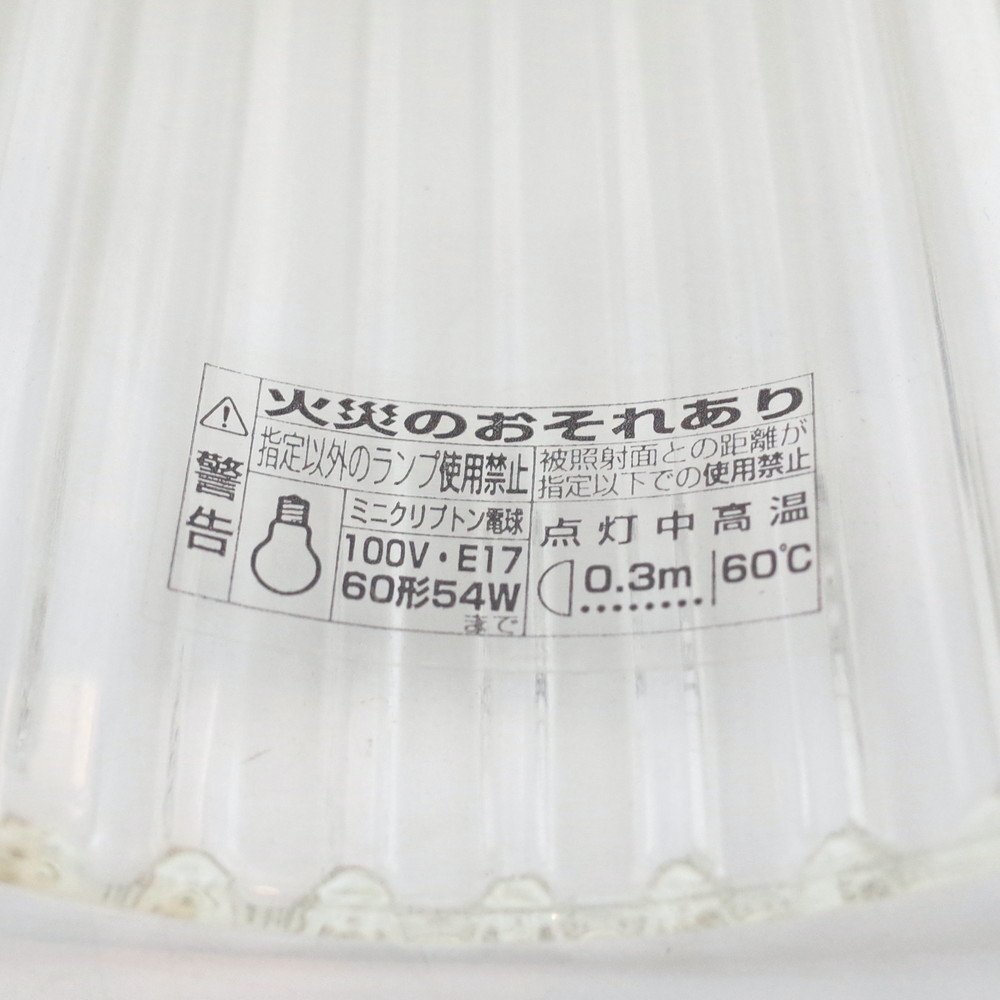 警告
火災のおそれあり
指定以外のランプ使用禁止
ミニクリプトン電球
100V・E17
60形54W
まで
被照射面との距離が
指定以下での使用禁止
点灯中高温
0.3m
60℃